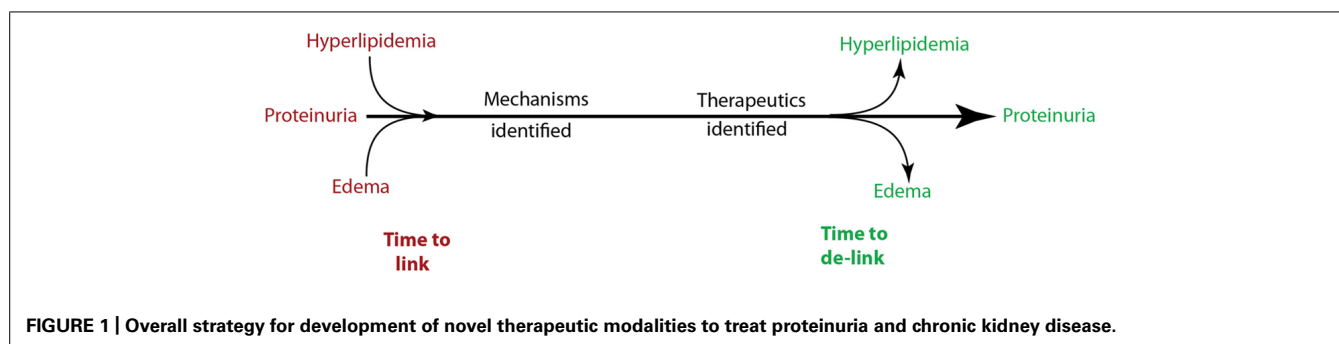 Hyperlipidemia
Proteinuria
Edema
Time to
link
Mechanisms
identified
Therapeutics
identified
Hyperlipidemia
Proteinuria
Edema
Time to
de-link
FIGURE 1 | Overall strategy for development of novel therapeutic modalities to treat proteinuria and chronic kidney disease.